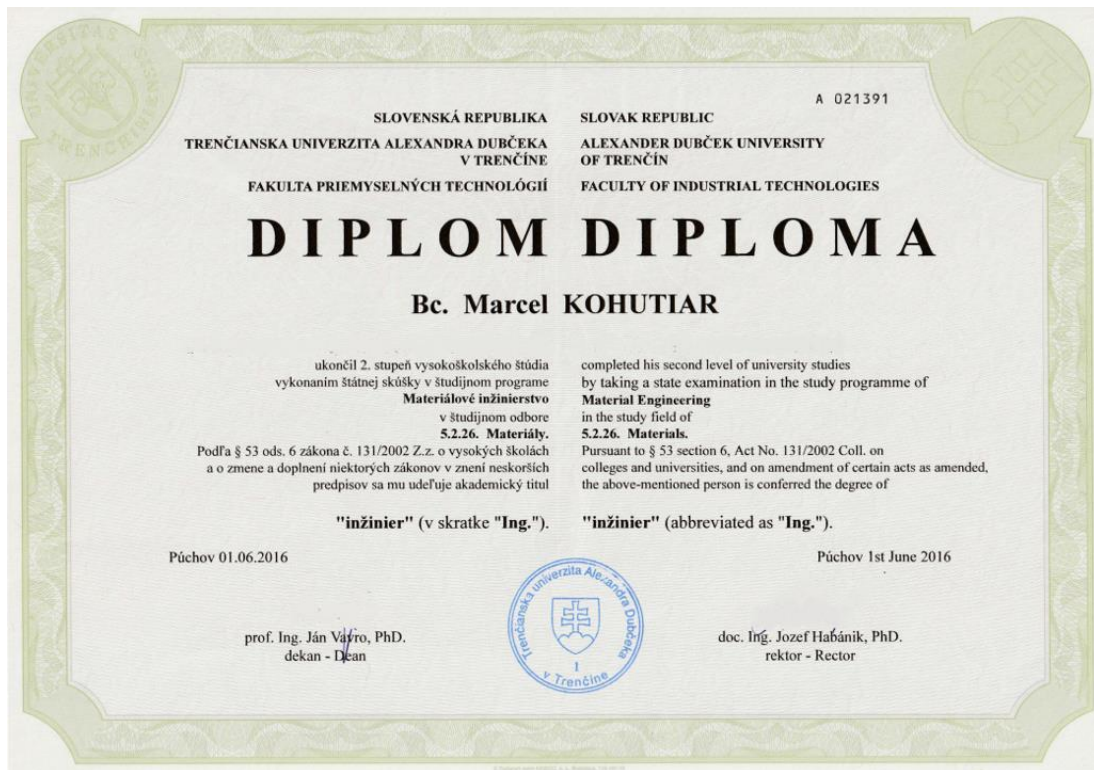 A 021391
SLOVENSKÁ REPUBLIKA
TRENČIANSKA UNIVERZITA ALEXANDRA DUBČEKA
V TRENČÍNE
FAKULTA PRIEMYSELNÝCH TECHNOLÓGIÍ
SLOVAK REPUBLIC
ALEXANDER DUBČEK UNIVERSITY
OF TRENČÍN
FACULTY OF INDUSTRIAL TECHNOLOGIES
DIPLOM DIPLOMA
Bc. Marcel KOHUTIAR
ukončil 2. stupeň vysokoškolského štúdia
vykonaním štátnej skúšky v študijnom programe
Materiálové inžinierstvo
v študijnom odbore
5.2.26. Materiály.
Podľa § 53 ods. 6 zákona č. 131/2002 Z.z. o vysokých školách
a o zmene a doplnení niektorých zákonov v znení neskorších
predpisov sa mu udeľuje akademický titul
"inžinier" (v skratke "Ing.").
completed his second level of university studies
by taking a state examination in the study programme of
Material Engineering
in the study field of
5.2.26. Materials.
Pursuant to § 53 section 6, Act No. 131/2002 Coll. on
colleges and universities, and on amendment of certain acts as amended,
the above-mentioned person is conferred the degree of
"inžinier" (abbreviated as "Ing.").
Púchov 01.06.2016
Púchov 1st June 2016
prof. Ing. Ján Vavro, PhD.
dekan - Dean
Trenčianska univerzita Alexandra Dubčeka
1
v Trenčíne
doc. Ing. Jozef Habánik, PhD.
rektor - Rector